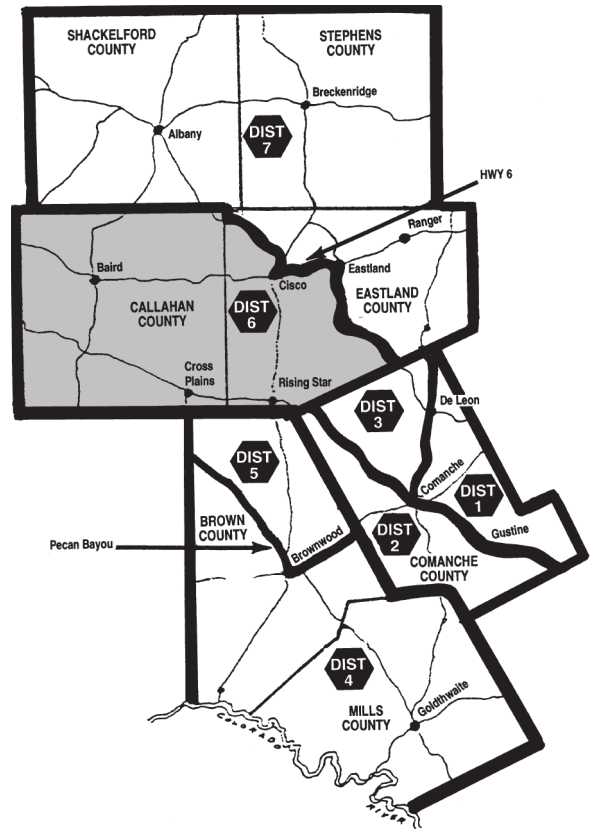 SHACKELFORD
COUNTY
STEPHENS
COUNTY
Breckenridge
Albany
DIST
7
HWY 6
Ranger
Baird
Eastland
Cisco
EASTLAND
COUNTY
CALLAHAN
COUNTY
DIST
6
Cross
Plains
Rising Star
DIST
3
De Leon
DIST
5
Comanche
DIST
1
BROWN
COUNTY
Pecan Bayou
Brownwood
DIST
2
Gustine
COMANCHE
COUNTY
DIST
4
Goldthwaite
MILLS
COUNTY
COLORADO
RIVER